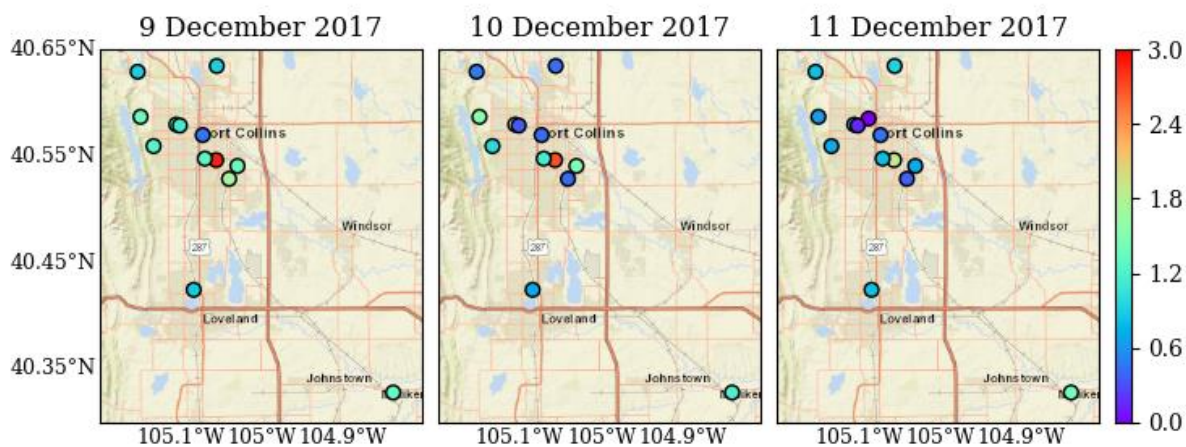 9 December 2017
10 December 2017
11 December 2017
40.65°N
40.55°N
40.45°N
40.35°N
ort Collins
Windsor
287
Loveland
Johnstown
ort Collins
Windsor
287
Loveland
Johnstown
ort Collins
Windsor
287
Loveland
Johnstown
105.1°W 105°W 104.9°W
105.1°W 105°W 104.9°W
105.1°W 105°W 104.9°W
3.0
2.4
1.8
1.2
0.6
0.0